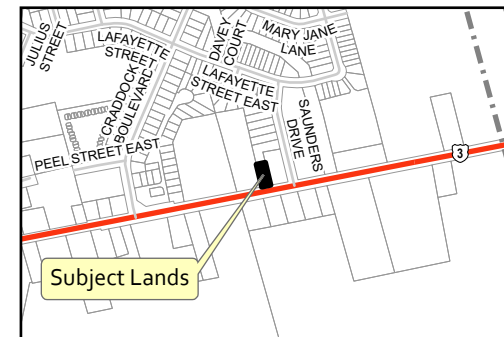 JULIUS
STREET
LAFAYETTE
STREET
DAVEY
COURT
MARY JANE
LANE
CRADDOCK
BOULEVARD
LAFAYETTE
STREET EAST
SAUNDERS
DRIVE
PEEL STREET EAST
3
Subject Lands